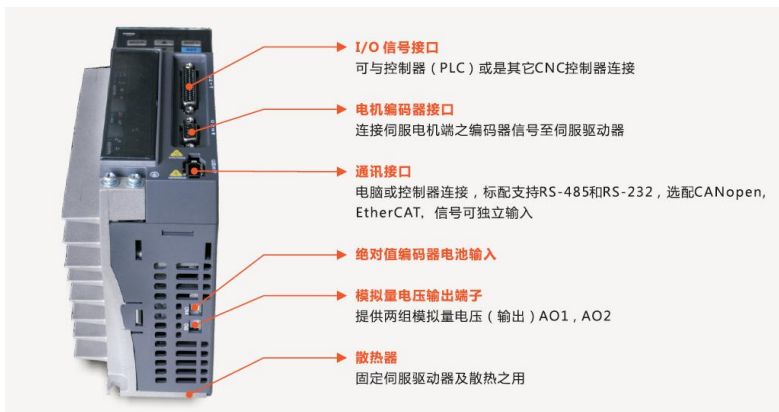 I/O 信号接口
可与控制器（PLC）或是其它CNC控制器连接
电机编码器接口
连接伺服电机端之编码器信号至伺服驱动器
通讯接口
电脑或控制器连接，标配支持RS-485和RS-232，选配CANopen,
EtherCAT，信号可独立输入
绝对值编码器电池输入
模拟量电压输出端子
提供两组模拟量电压（输出）AO1，AO2
散热器
固定伺服驱动器及散热之用